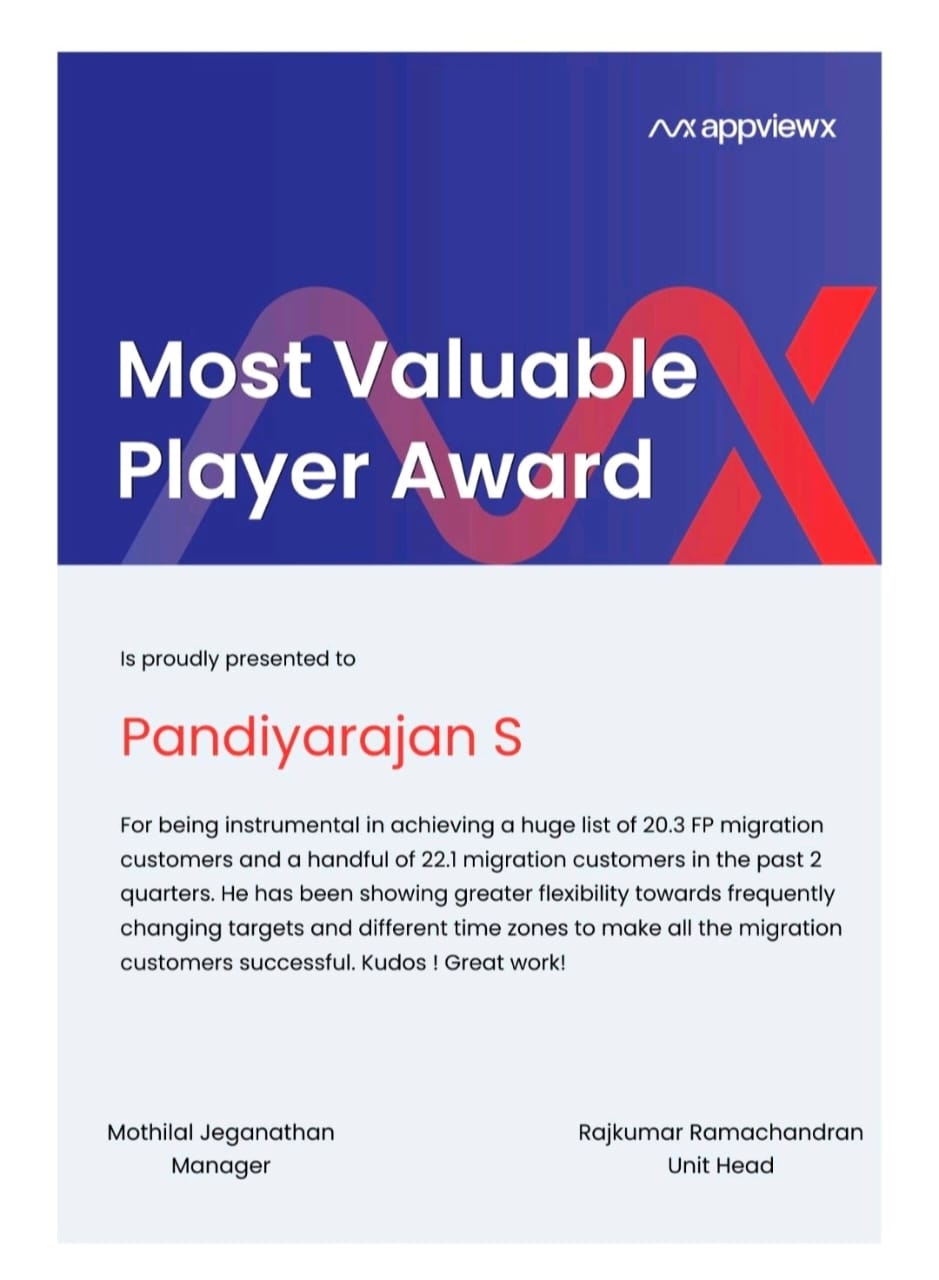 appviewx
Most Valuable
Player Award
Is proudly presented to
Pandiyarajan S
For being instrumental in achieving a huge list of 20.3 FP migration
customers and a handful of 22.1 migration customers in the past 2
quarters. He has been showing greater flexibility towards frequently
changing targets and different time zones to make all the migration
customers successful. Kudos ! Great work!
Mothilal Jeganathan
Manager
Rajkumar Ramachandran
Unit Head